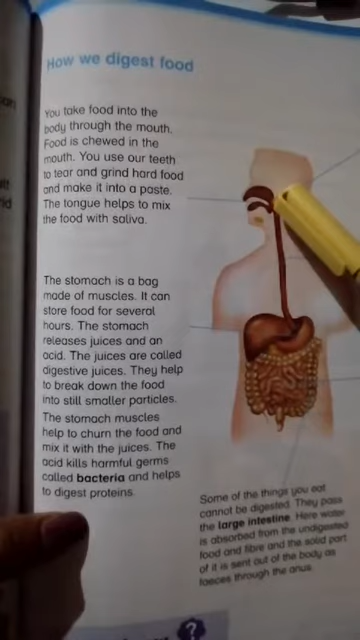 How we digest food
You take food into the
body through the mouth.
Food is chewed in the
mouth. You use our teeth
to tear and grind hard food
and make it into a paste.
The tongue helps to mix
the food with saliva.
The stomach is a bag
made of muscles. It can
store food for several
hours. The stomach
releases juices and an
acid. The juices are called
digestive juices. They help
to break down the food
into still smaller particles.
The stomach muscles
help to churn the food and
mix it with the juices. The
acid kills harmful germs
called bacteria and helps
to digest proteins.
Some of the things you eat
cannot be digested. They pass
the large intestine. Here water
is absorbed from the undigested
food and fibre and the solid part
of it is sent out of the body as
faeces through the anus.
?